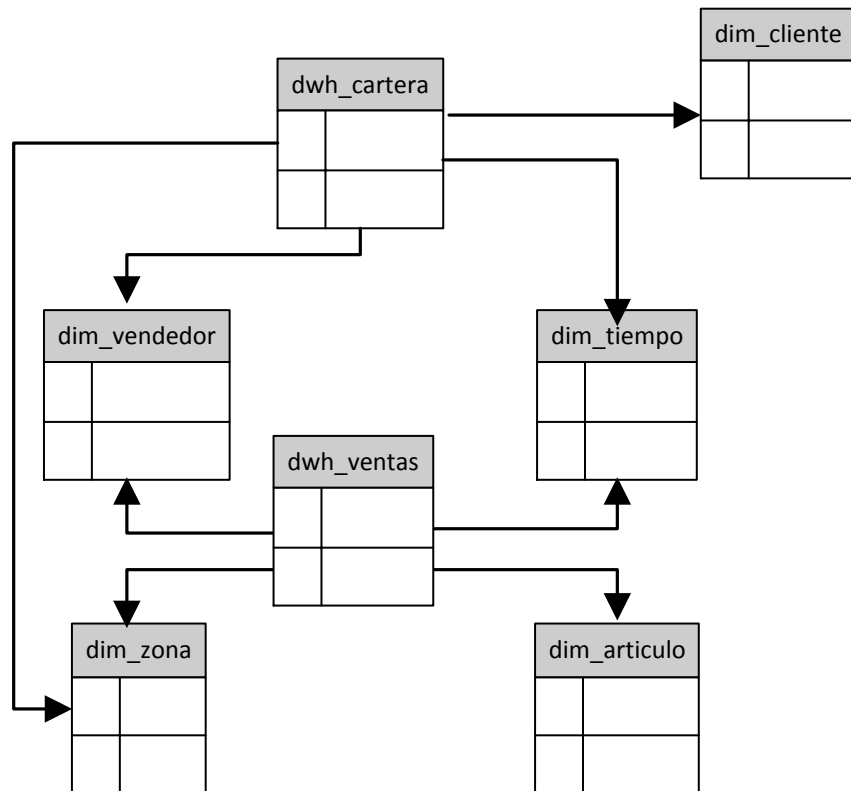 dim_cliente
dwh_cartera
dim_vendedor
dim_tiempo
dwh_ventas
dim_zona
dim_articulo